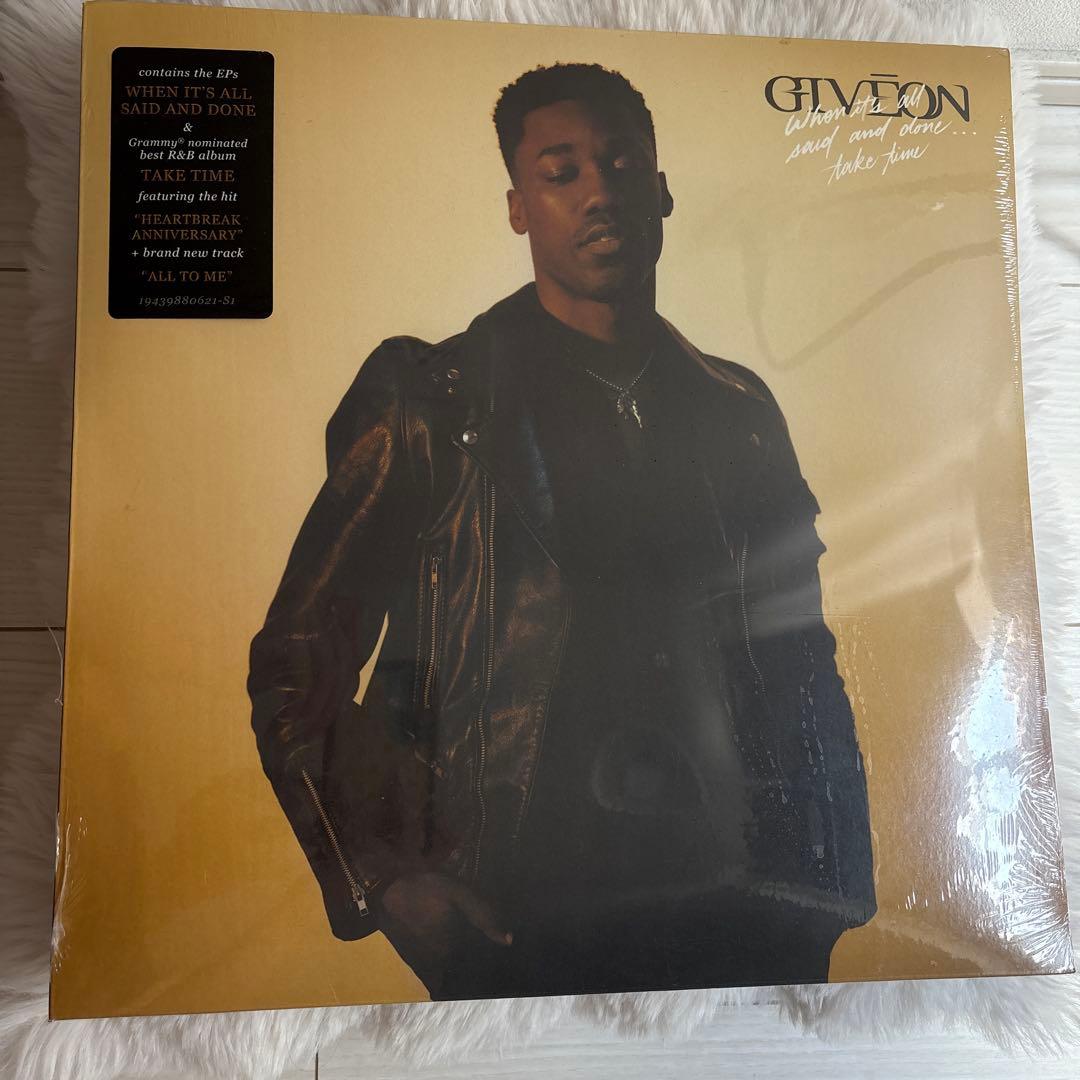 contains the EPs
WHEN IT'S ALL
SAID AND DONE
&
Grammy® nominated
best R&B album
TAKE TIME
featuring the hit
"HEARTBREAK
ANNIVERSARY"
+ brand new track
"ALL TO ME"
19439880621-S1
GIVĒON
When it's all
said and done...
take time